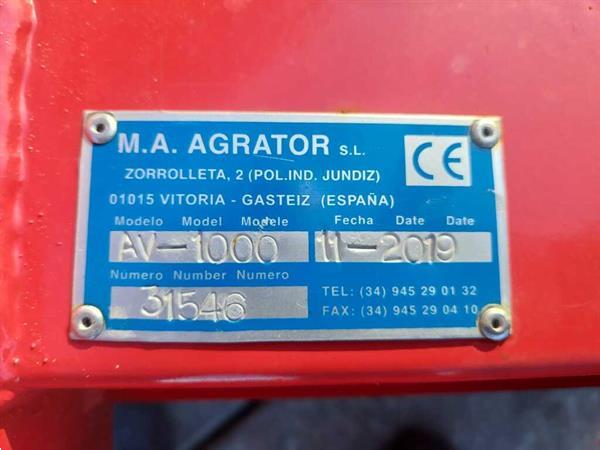 M.A. AGRATOR S.L.
CE
ZORROLLETA, 2 (POL.IND. JUNDIZ)
01015 VITORIA - GASTEIZ (ESPAÑA)
Modelo Model Modele Fecha Date Date
AV-1000 11-2019
Número Number Numero
31546
TEL: (34) 945 29 01 32
FAX: (34) 945 29 04 10